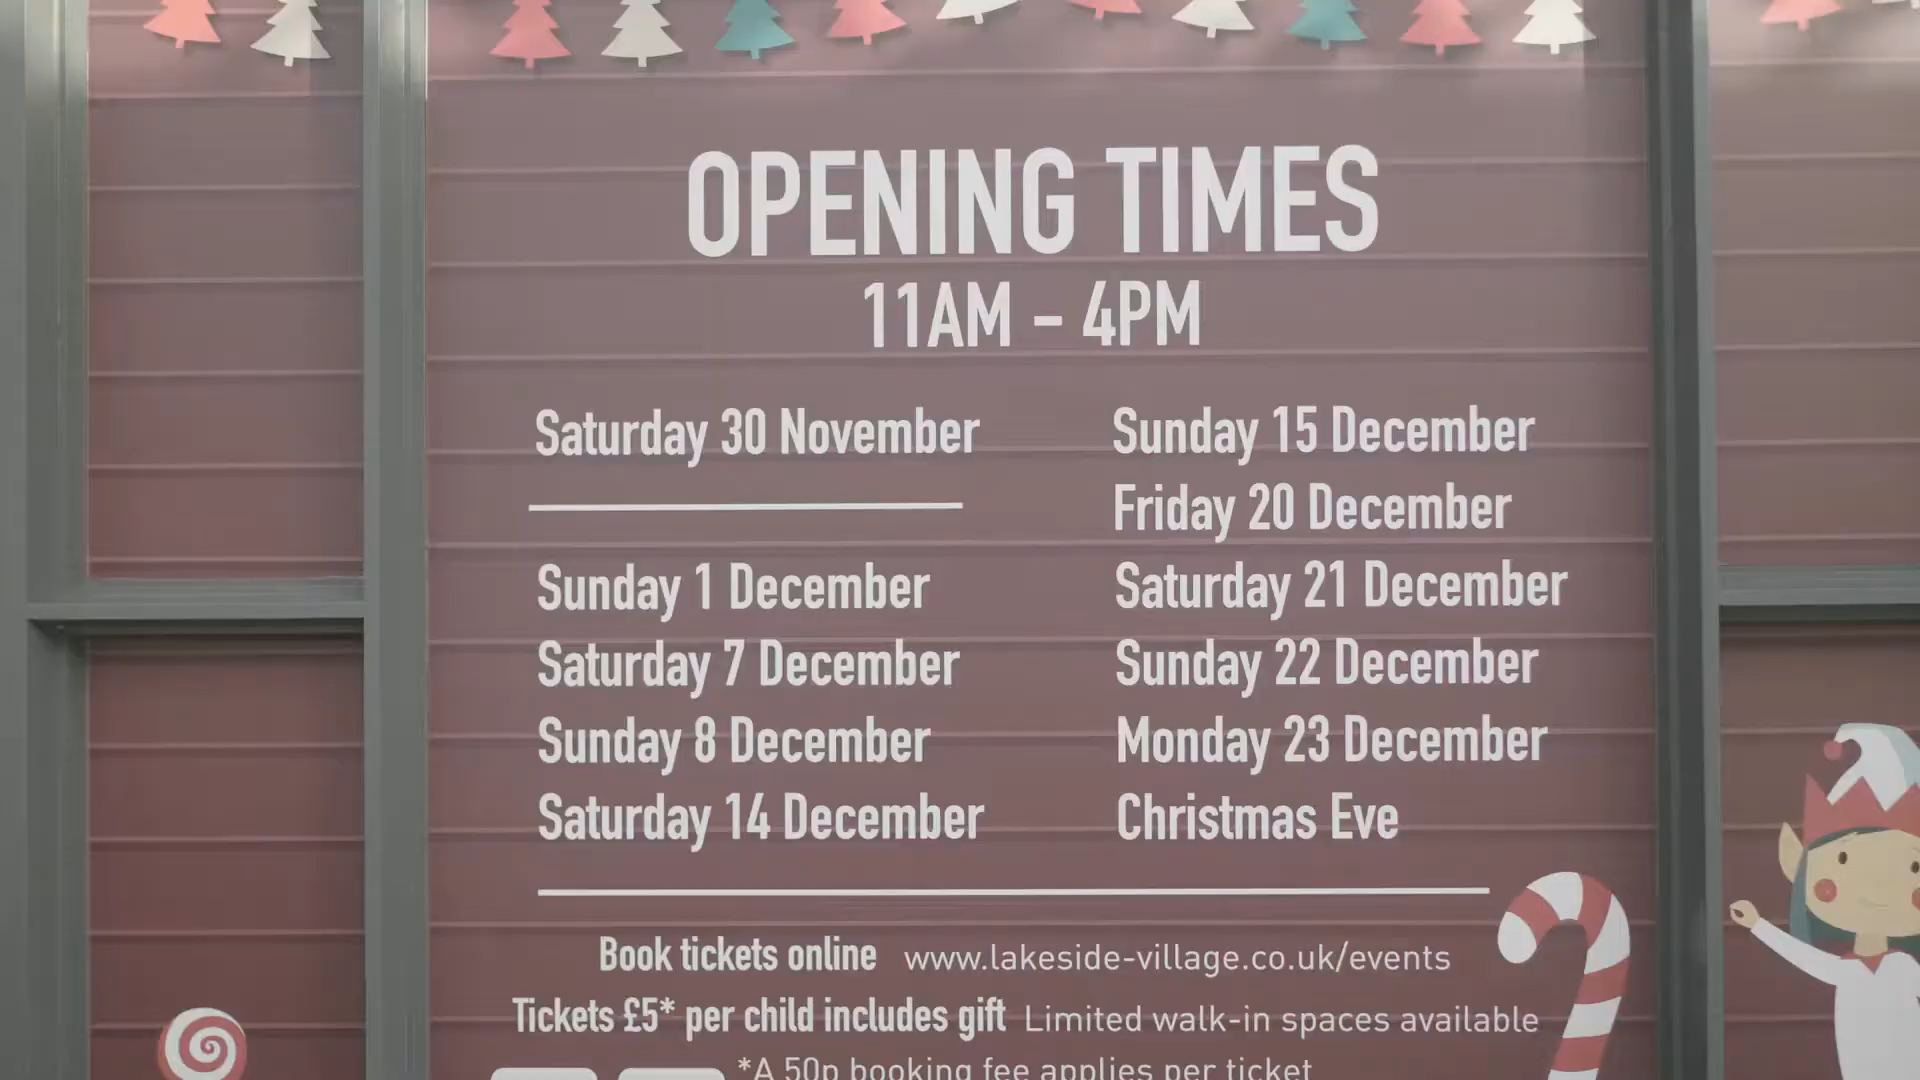 OPENING TIMES
11AM - 4PM
Saturday 30 November
Sunday 1 December
Saturday 7 December
Sunday 8 December
Saturday 14 December
Sunday 15 December
Friday 20 December
Saturday 21 December
Sunday 22 December
Monday 23 December
Christmas Eve
Book tickets online www.lakeside-village.co.uk/events
Tickets £5* per child includes gift Limited walk-in spaces available
*A 50p booking fee applies per ticket